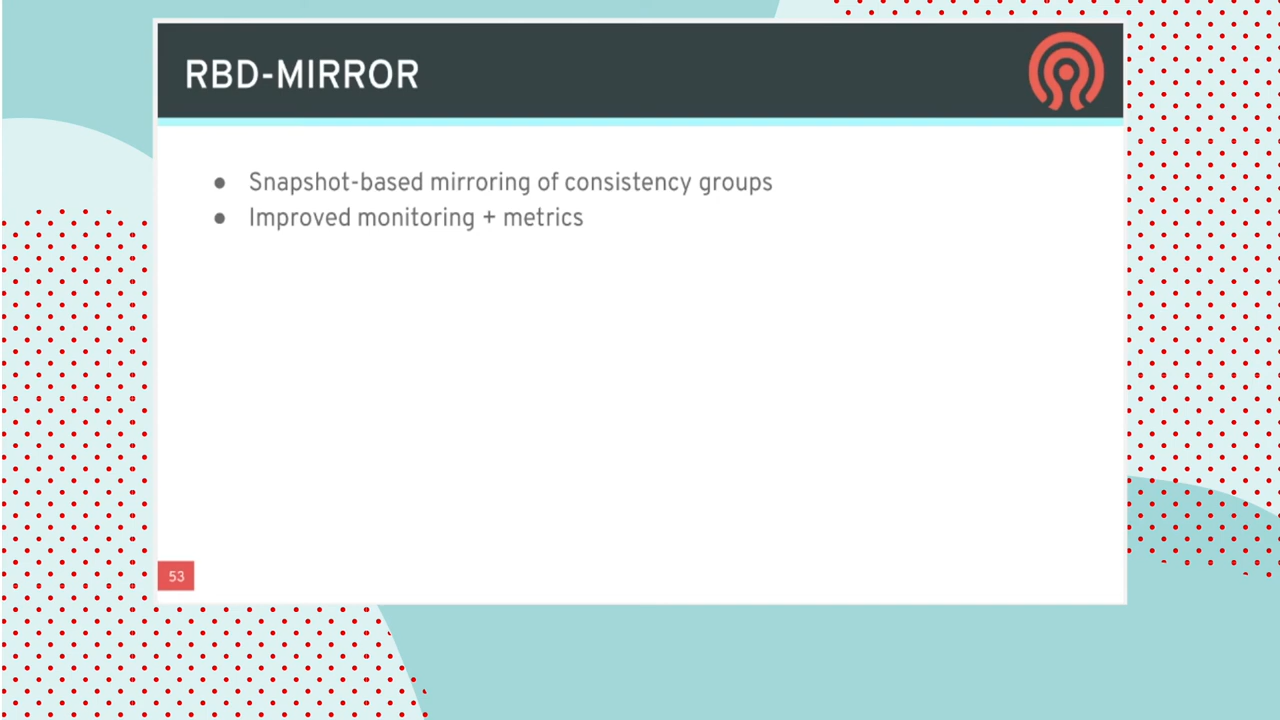 RBD-MIRROR
● Snapshot-based mirroring of consistency groups
● Improved monitoring + metrics
53